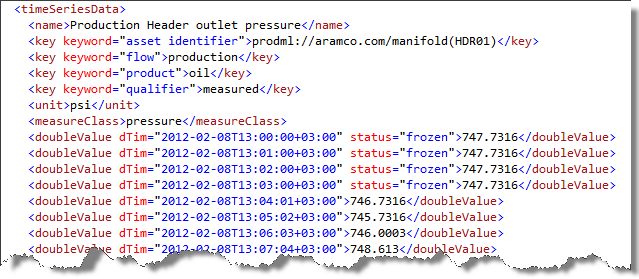 <timeSeriesData>
<name>Production Header outlet pressure</name>
<key keyword="asset identifier">prodml://aramco.com/manifold(HDR01)</key>
<key keyword="flow">production</key>
<key keyword="product">oil</key>
<key keyword="qualifier">measured</key>
<unit>psi</unit>
<measureClass>pressure</measureClass>
<doubleValue dTim="2012-02-08T13:00:00+03:00" status="frozen">747.7316</doubleValue>
<doubleValue dTim="2012-02-08T13:01:00+03:00" status="frozen">747.7316</doubleValue>
<doubleValue dTim="2012-02-08T13:02:00+03:00" status="frozen">747.7316</doubleValue>
<doubleValue dTim="2012-02-08T13:03:00+03:00" status="frozen">747.7316</doubleValue>
<doubleValue dTim="2012-02-08T13:04:01+03:00">746.7316</doubleValue>
<doubleValue dTim="2012-02-08T13:05:02+03:00">745.7316</doubleValue>
<doubleValue dTim="2012-02-08T13:06:03+03:00">746.0003</doubleValue>
<doubleValue dTim="2012-02-08T13:07:04+03:00">748.613</doubleValue>